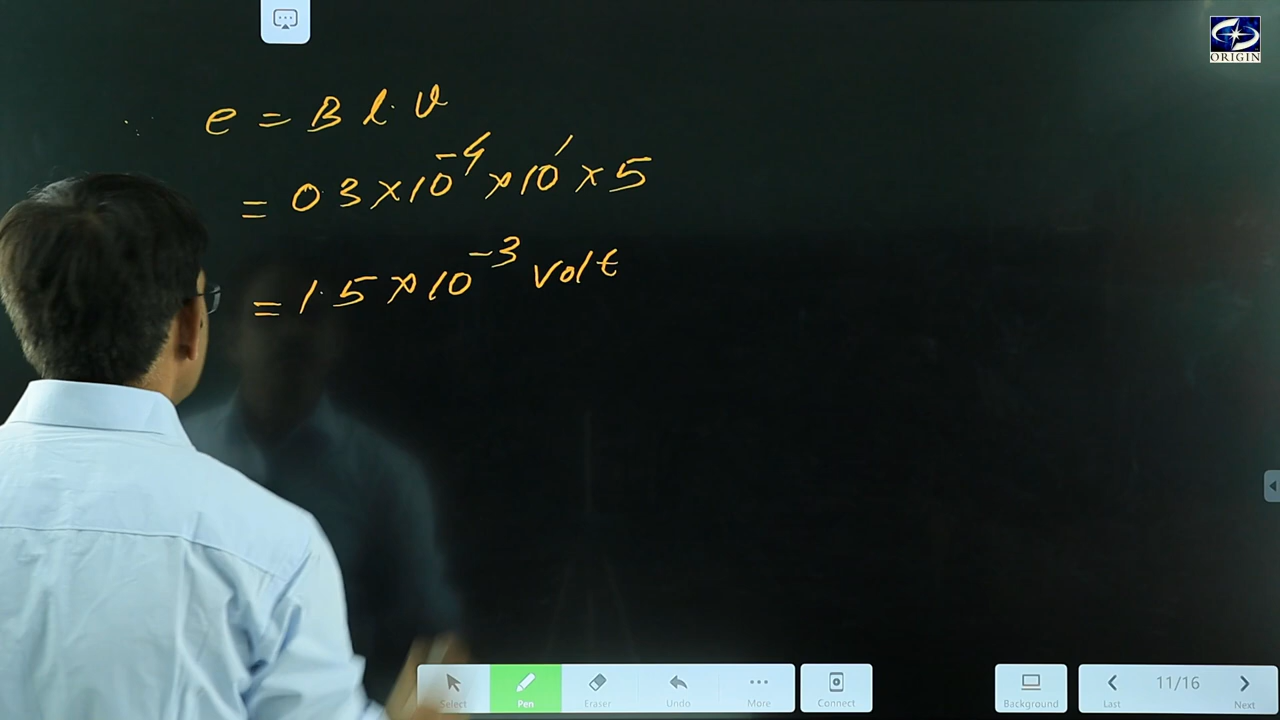 ORIGIN
e = B l. v
= 0 3 × 10⁻⁴ × 10¹ × 5
= 1.5 × 10⁻³ volt
Select Pen Eraser Undo More Connect Background Last 11/16 Next